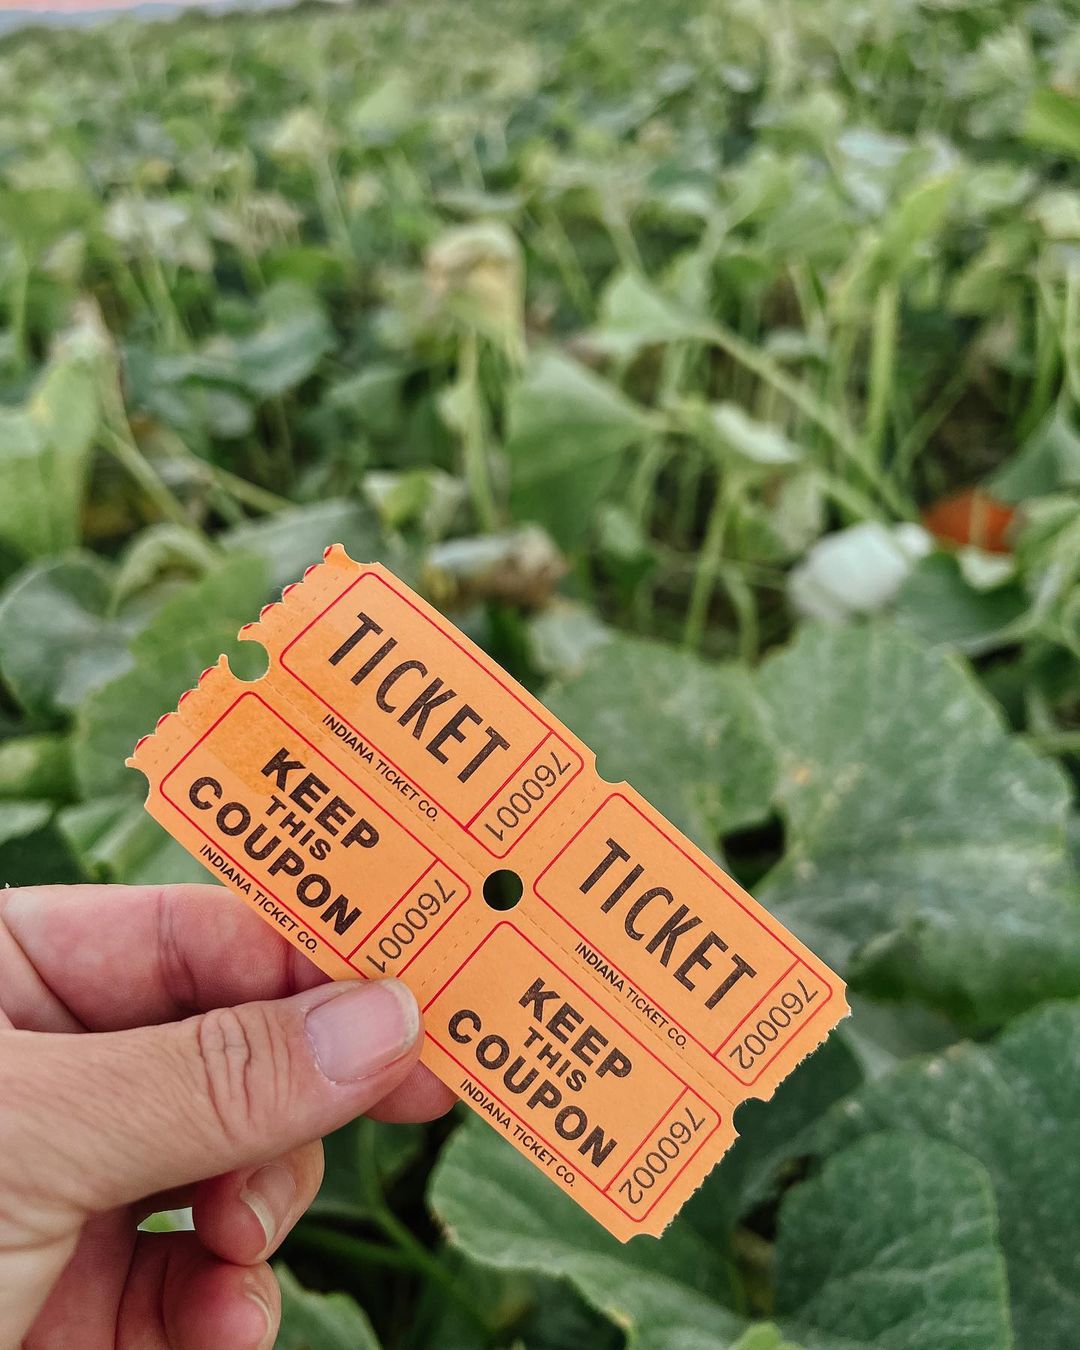 TICKET
INDIANA TICKET CO.
760001
KEEP
THIS
COUPON
INDIANA TICKET CO.
760001
TICKET
INDIANA TICKET CO.
760002
KEEP
THIS
COUPON
INDIANA TICKET CO.
760002